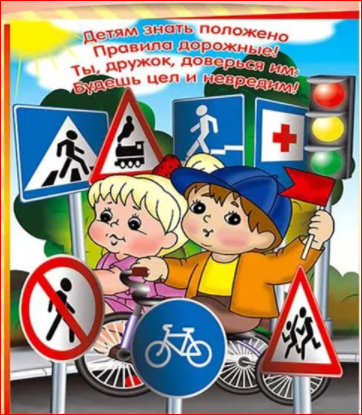 Детям знать положено
Правила дорожные!
Ты, дружок, доверься им:
Будешь цел и невредим!